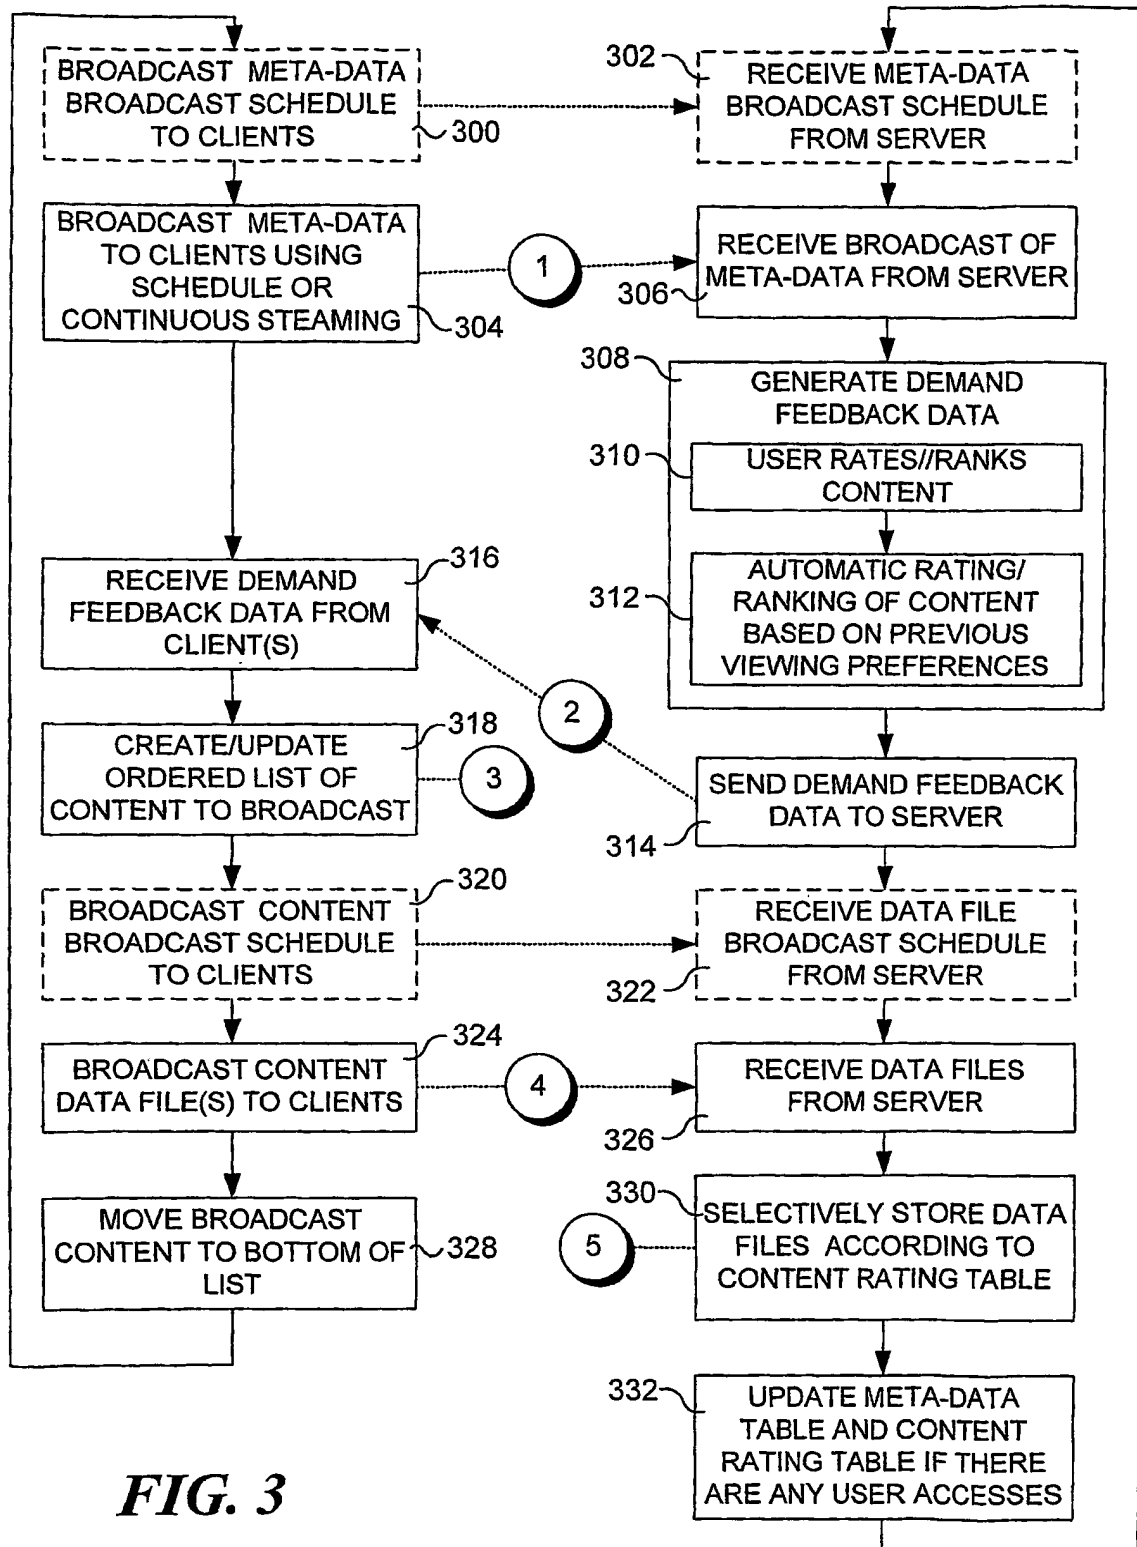 BROADCAST META-DATA
BROADCAST SCHEDULE
TO CLIENTS
300
302
RECEIVE META-DATA
BROADCAST SCHEDULE
FROM SERVER
BROADCAST META-DATA
TO CLIENTS USING
SCHEDULE OR
CONTINUOUS STEAMING
304
1
RECEIVE BROADCAST OF
META-DATA FROM SERVER
306
308
GENERATE DEMAND
FEEDBACK DATA
310
USER RATES//RANKS
CONTENT
312
AUTOMATIC RATING/
RANKING OF CONTENT
BASED ON PREVIOUS
VIEWING PREFERENCES
316
RECEIVE DEMAND
FEEDBACK DATA FROM
CLIENT(S)
2
318
CREATE/UPDATE
ORDERED LIST OF
CONTENT TO BROADCAST
3
SEND DEMAND FEEDBACK
DATA TO SERVER
314
320
BROADCAST CONTENT
BROADCAST SCHEDULE
TO CLIENTS
RECEIVE DATA FILE
BROADCAST SCHEDULE
FROM SERVER
322
324
BROADCAST CONTENT
DATA FILE(S) TO CLIENTS
4
RECEIVE DATA FILES
FROM SERVER
326
MOVE BROADCAST
CONTENT TO BOTTOM OF
LIST
328
330
5
SELECTIVELY STORE DATA
FILES ACCORDING TO
CONTENT RATING TABLE
332
UPDATE META-DATA
TABLE AND CONTENT
RATING TABLE IF THERE
ARE ANY USER ACCESSES
FIG. 3